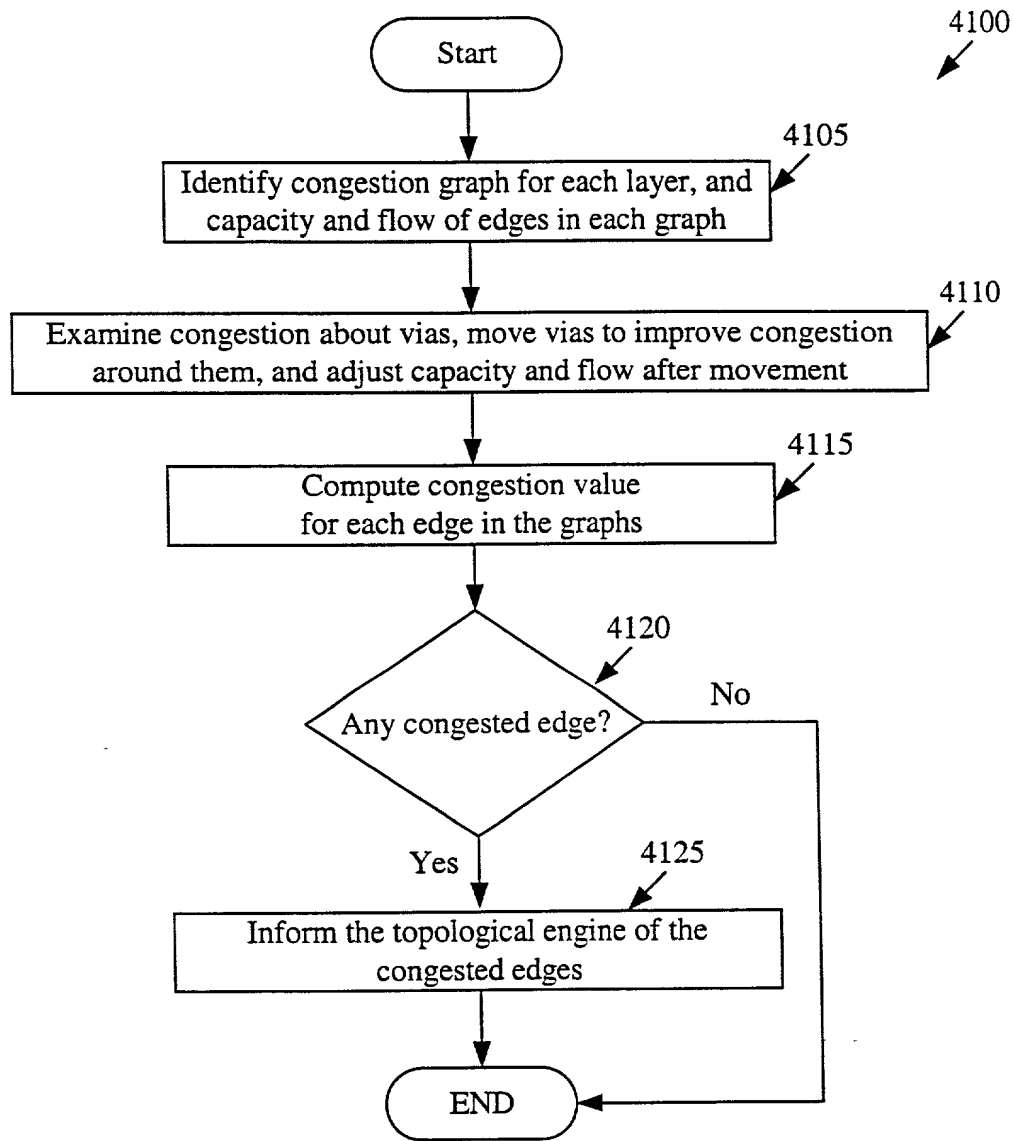 4100
Start
4105
Identify congestion graph for each layer, and
capacity and flow of edges in each graph
4110
Examine congestion about vias, move vias to improve congestion
around them, and adjust capacity and flow after movement
4115
Compute congestion value
for each edge in the graphs
4120
No
Any congested edge?
Yes
4125
Inform the topological engine of the
congested edges
END